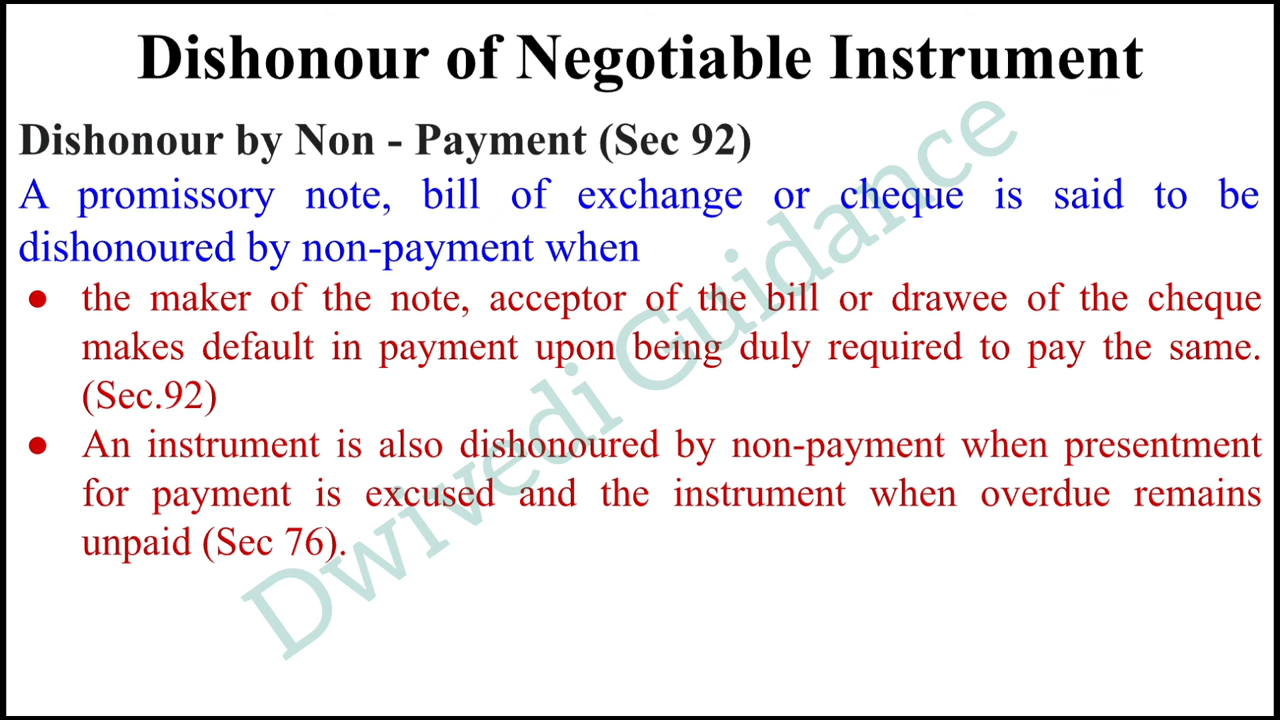 Dishonour of Negotiable Instrument
Dishonour by Non - Payment (Sec 92)
A promissory note, bill of exchange or cheque is said to be
dishonoured by non-payment when
● the maker of the note, acceptor of the bill or drawee of the cheque
makes default in payment upon being duly required to pay the same.
(Sec.92)
● An instrument is also dishonoured by non-payment when presentment
for payment is excused and the instrument when overdue remains
unpaid (Sec 76).
Dwivedi Guidance